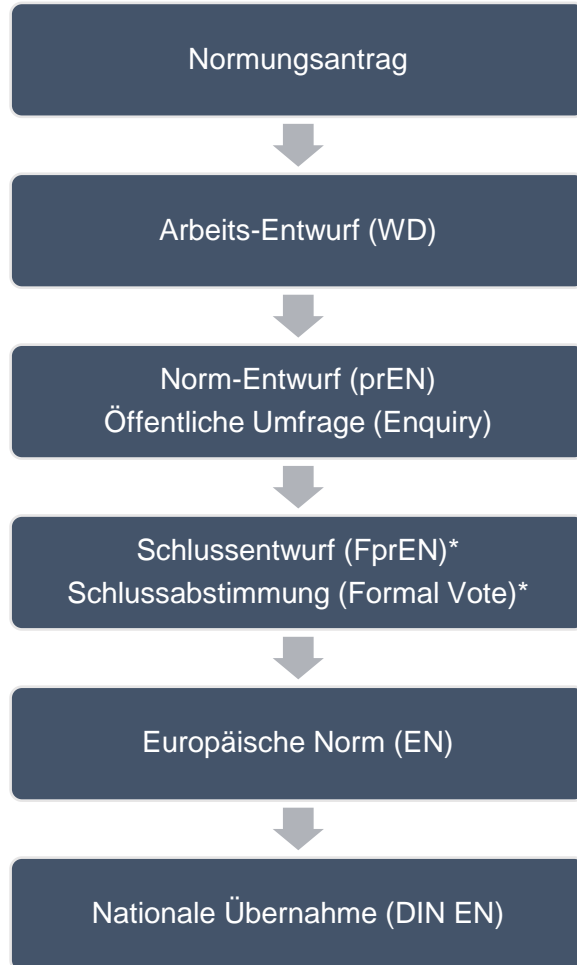 Normungsantrag
Arbeits-Entwurf (WD)
Norm-Entwurf (prEN)
Öffentliche Umfrage (Enquiry)
Schlussentwurf (FprEN)*
Schlussabstimmung (Formal Vote)*
Europäische Norm (EN)
Nationale Übernahme (DIN EN)